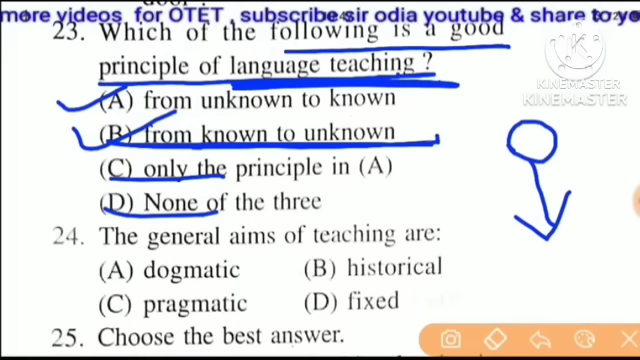 more videos for OTET, subscribe sir odia youtube & share to yo
23. Which of the following is a good
principle of language teaching ?
(A) from unknown to known
(B) from known to unknown
(C) only the principle in (A)
(D) None of the three
24. The general aims of teaching are:
(A) dogmatic (B) historical
(C) pragmatic (D) fixed
25. Choose the best answer.
KINEMASTER
KINEMASTER